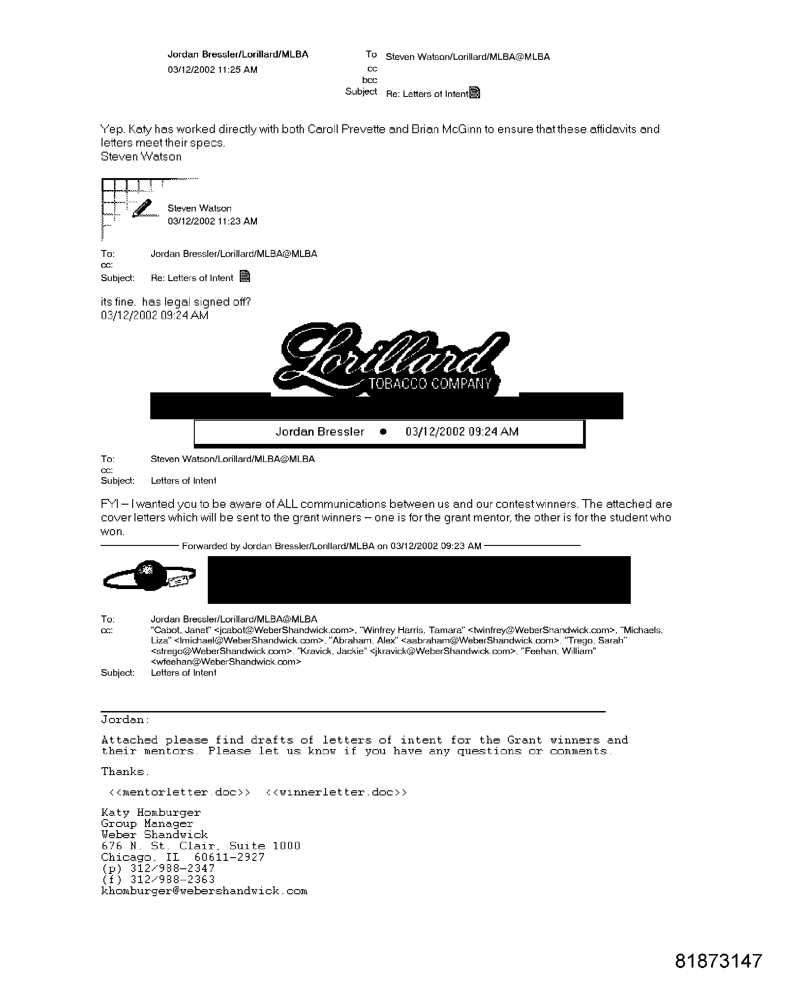 Jordan Bressler/Lorillard/MLBA
03/12/2002 11:25 AM
To Steven Watson/Lorillard/MLBA@MLBA
cc
bcc
Subject Re: Letters of Intent
Yep. Katy has worked directly with both Caroll Prevette and Brian McGinn to ensure that these affidavits and
letters meet their specs.
Steven Watson
Steven Watson
03/12/2002 11:23 AM
To: Jordan Bressler/Lorillard/MLBA@MLBA
cc:
Subject: Re: Letters of Intent
its fine. has legal signed off?
03/12/2002 09:24 AM
Lorillard
TOBACCO COMPANY
Jordan Bressler ● 03/12/2002 09:24 AM
To: Steven Watson/Lorillard/MLBA@MLBA
cc:
Subject: Letters of Intent
FYI – I wanted you to be aware of ALL communications between us and our contest winners. The attached are
cover letters which will be sent to the grant winners – one is for the grant mentor, the other is for the student who
won.
Forwarded by Jordan Bressler/Lorillard/MLBA on 03/12/2002 09:23 AM
To: Jordan Bressler/Lorillard/MLBA@MLBA
cc: "Cabot, Janet" <jcabot@WeberShandwick.com>, "Winfrey Harris, Tamara" <twinfrey@WeberShandwick.com>, "Michaels,
Liza" <lmichael@WeberShandwick.com>, "Abraham, Alex" <aabraham@WeberShandwick.com>, "Trego, Sarah"
<strego@WeberShandwick.com>, "Kravick, Jackie" <jkravick@WeberShandwick.com>, "Feehan, William"
<wfeehan@WeberShandwick.com>
Subject: Letters of Intent
Jordan:
Attached please find drafts of letters of intent for the Grant winners and
their mentors. Please let us know if you have any questions or comments.
Thanks.
<<mentorletter.doc>> <<winnerletter.doc>>
Katy Homburger
Group Manager
Weber Shandwick
676 N. St. Clair, Suite 1000
Chicago, IL 60611-2927
(p) 312/988-2347
(f) 312/988-2363
khomburger@webershandwick.com
81873147